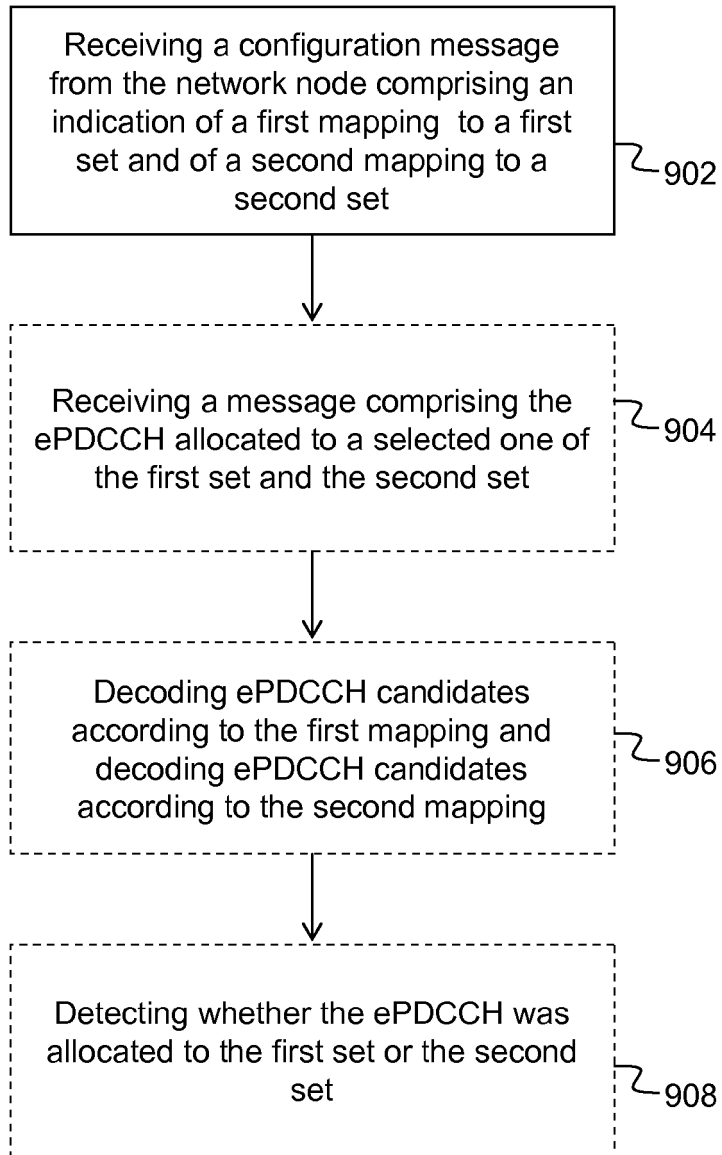 Receiving a configuration message
from the network node comprising an
indication of a first mapping to a first
set and of a second mapping to a
second set
902
Receiving a message comprising the
ePDCCH allocated to a selected one of
the first set and the second set
904
Decoding ePDCCH candidates
according to the first mapping and
decoding ePDCCH candidates
according to the second mapping
906
Detecting whether the ePDCCH was
allocated to the first set or the second
set
908